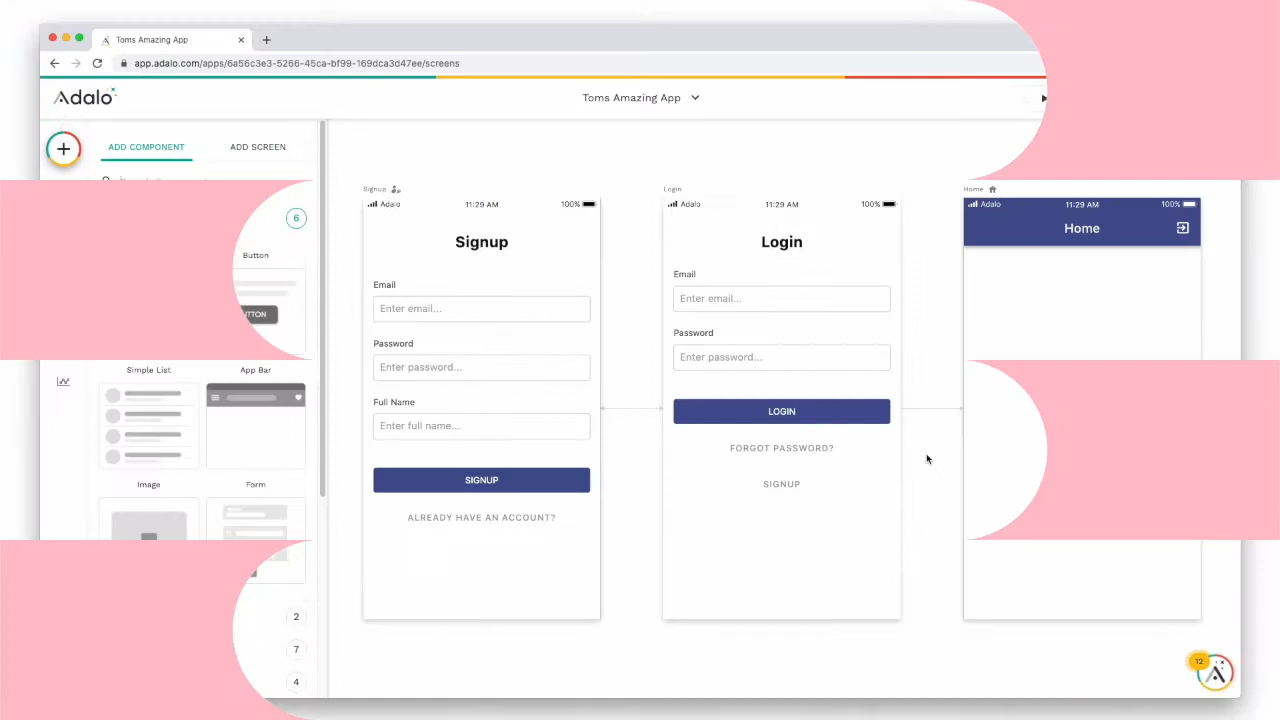 Toms Amazing App
app.adalo.com/apps/6a56c3e3-5266-45ca-bf99-169dca3d47ee/screens
Adalo
Toms Amazing App
ADD COMPONENT
ADD SCREEN
6
Button
Simple List
App Bar
Image
Form
2
7
4
Signup
Adalo 11:29 AM 100%
Signup
Email
Enter email...
Password
Enter password...
Full Name
Enter full name...
SIGNUP
ALREADY HAVE AN ACCOUNT?
Login
Adalo 11:29 AM 100%
Login
Email
Enter email...
Password
Enter password...
LOGIN
FORGOT PASSWORD?
SIGNUP
Home
Adalo 11:29 AM 100%
Home
12